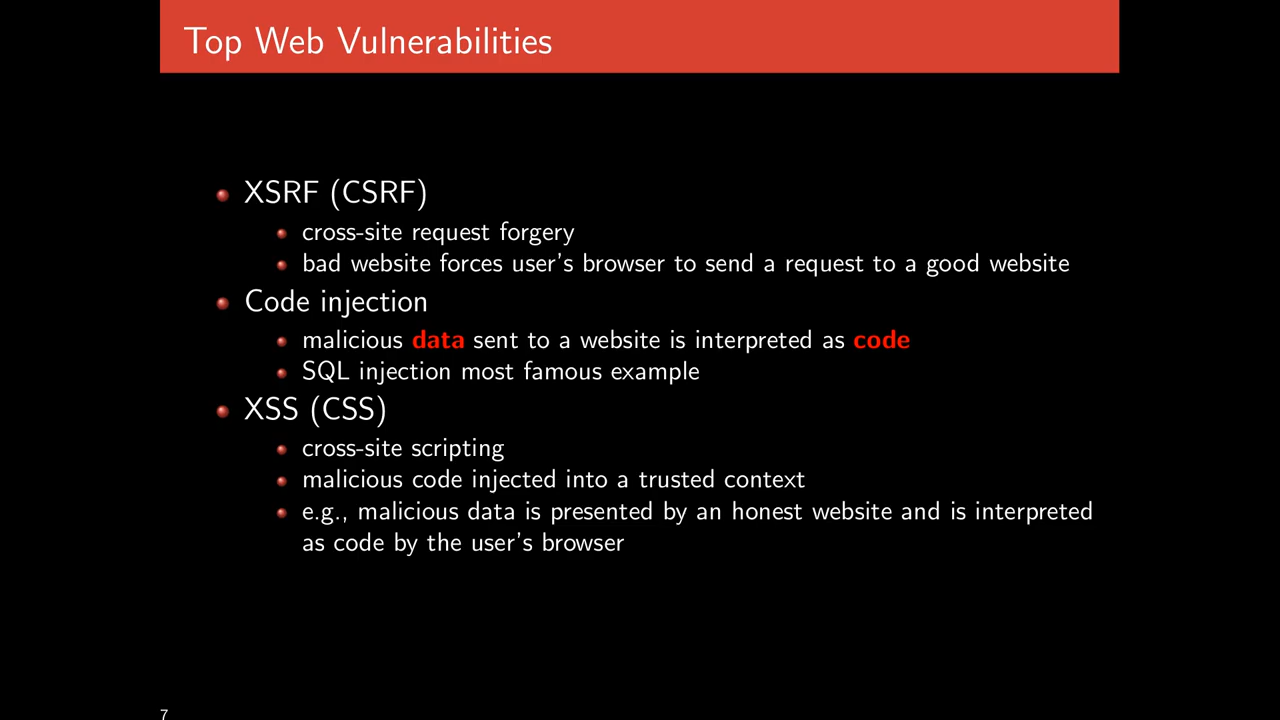 Top Web Vulnerabilities
XSRF (CSRF)
cross-site request forgery
bad website forces user's browser to send a request to a good website
Code injection
malicious data sent to a website is interpreted as code
SQL injection most famous example
XSS (CSS)
cross-site scripting
malicious code injected into a trusted context
e.g., malicious data is presented by an honest website and is interpreted
as code by the user's browser
7